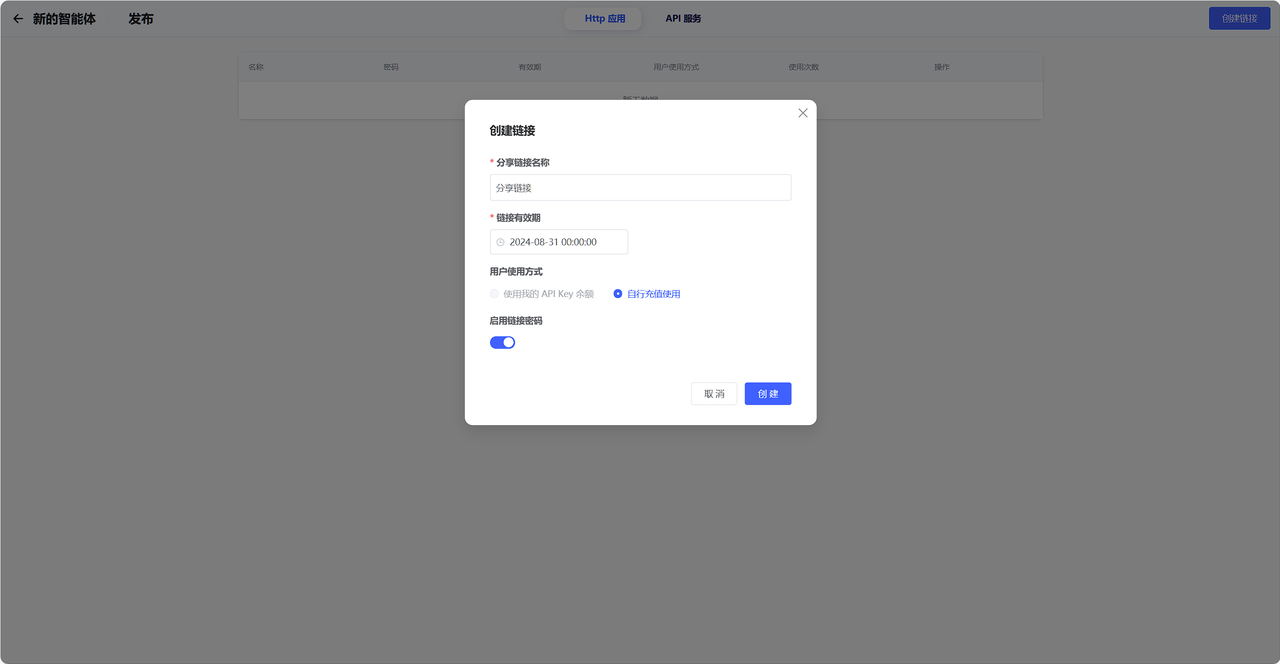 新的智能体 发布 Http 应用 API 服务 创建链接
名称 密码 有效期 用户使用方式 使用次数 操作
创建链接
* 分享链接名称
分享链接
* 链接有效期
2024-08-31 00:00:00
用户使用方式
使用我的 API Key 余额 自行充值使用
启用链接密码
取消 创建